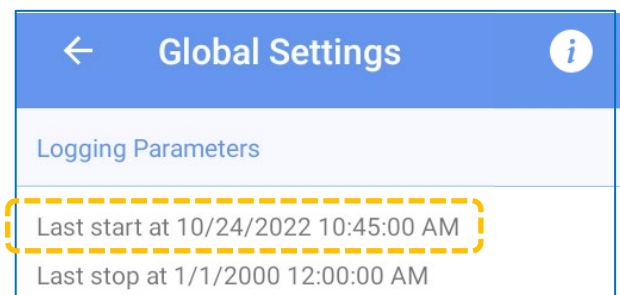 Global Settings
i
Logging Parameters
Last start at 10/24/2022 10:45:00 AM
Last stop at 1/1/2000 12:00:00 AM